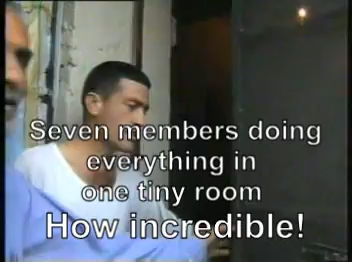 Seven members doing
everything in
one tiny room
How incredible!